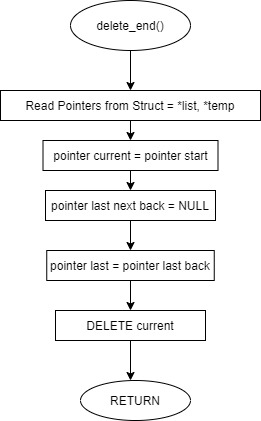 delete_end()
Read Pointers from Struct = *list, *temp
pointer current = pointer start
pointer last next back = NULL
pointer last = pointer last back
DELETE current
RETURN